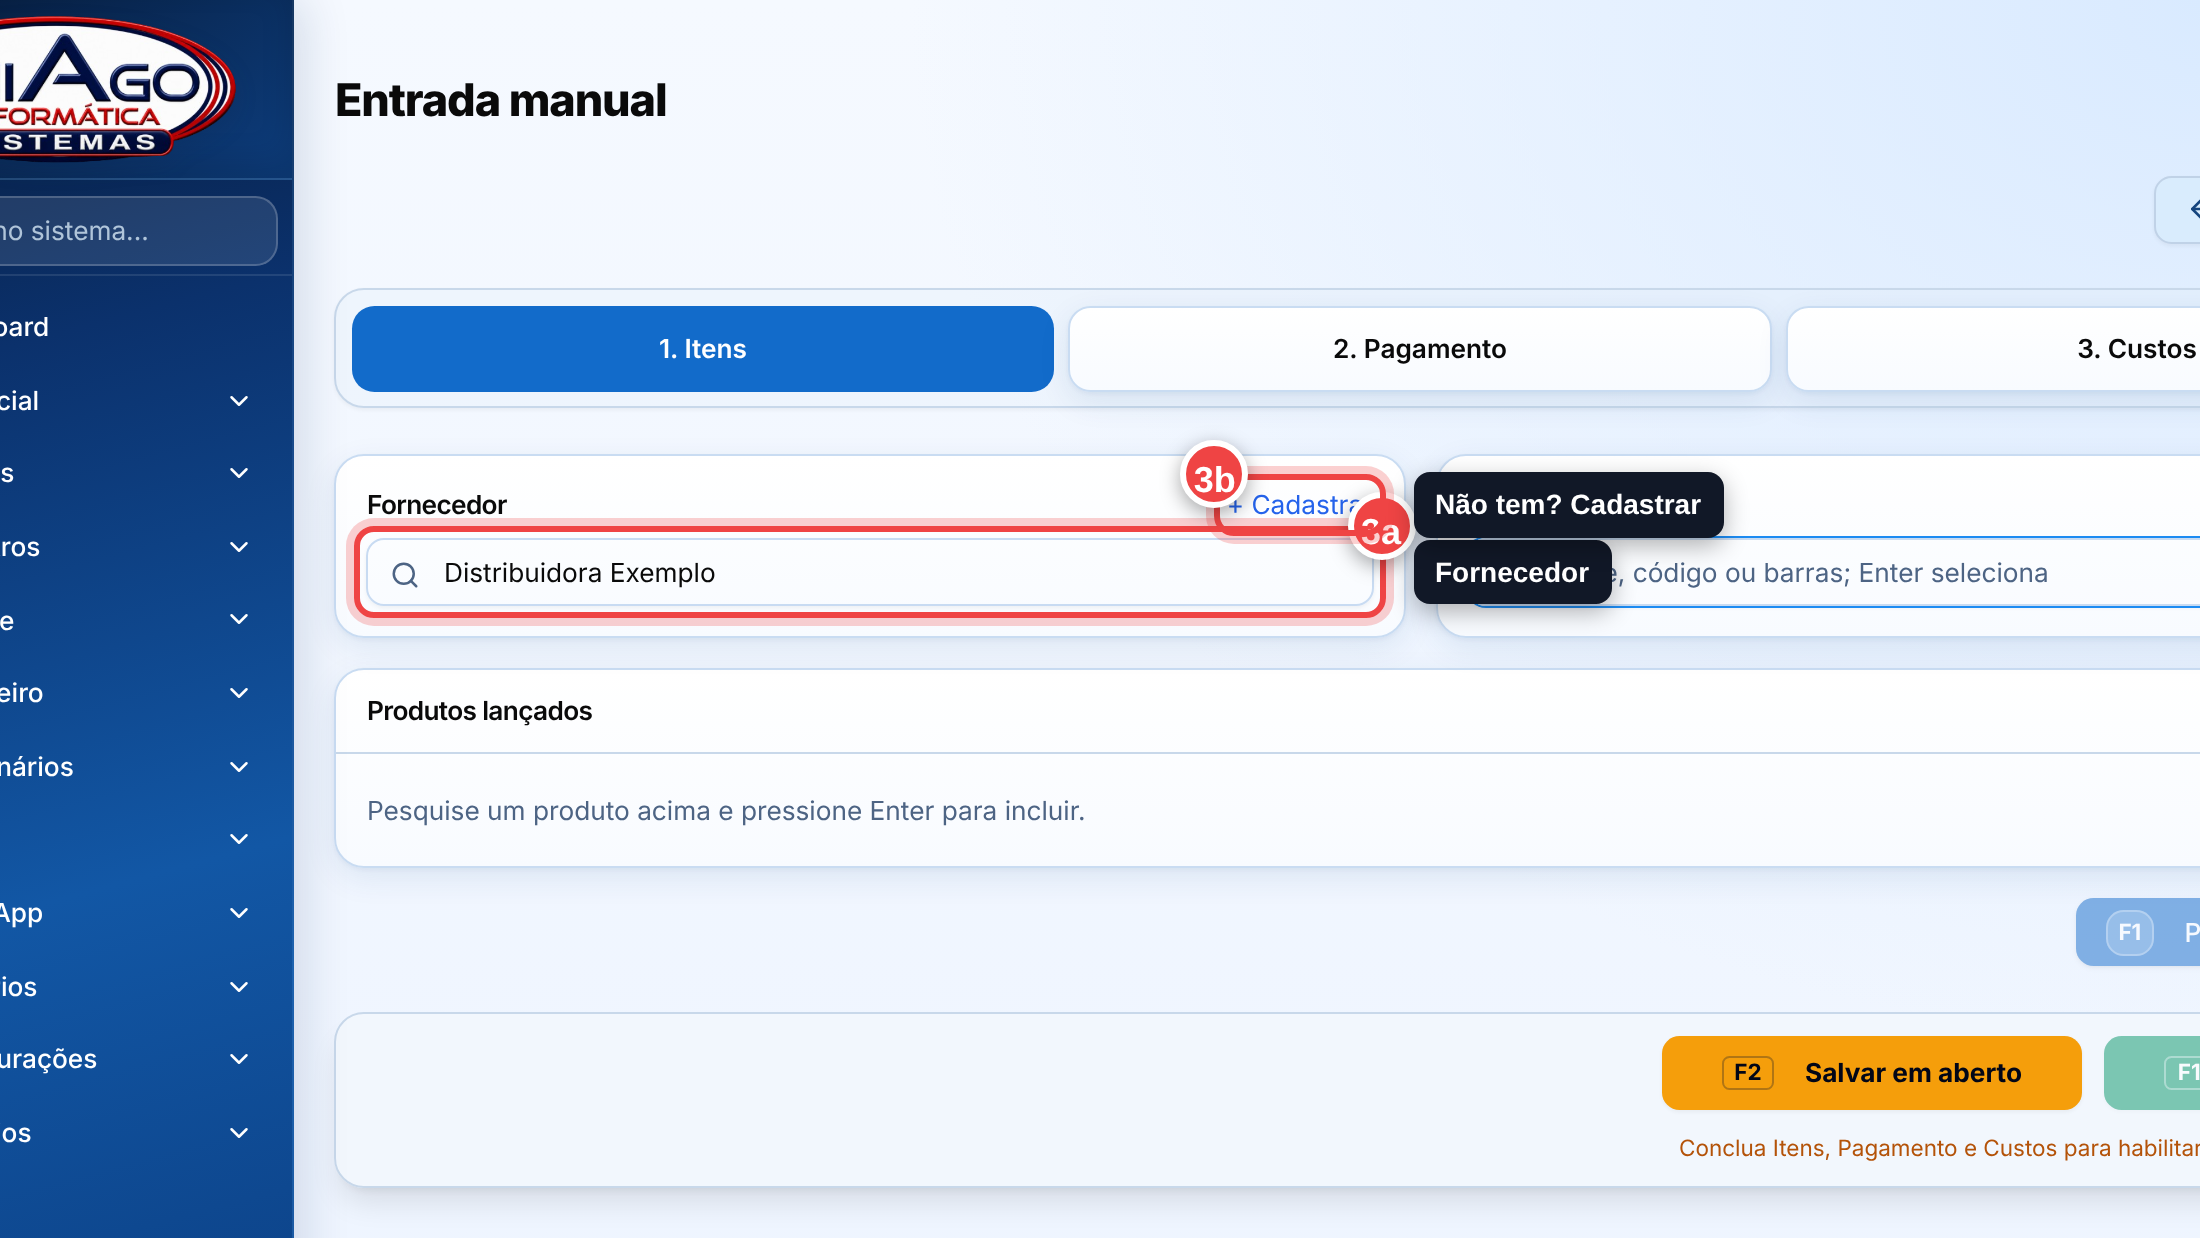 IAGO
FORMÁTICA
STEMAS
no sistema...
cial
s
ros
e
eiro
nários
App
ios
urações
os
Entrada manual
1. Itens
2. Pagamento
3. Custos
Fornecedor
3b
+ Cadastra
3a
Não tem? Cadastrar
Distribuidora Exemplo
Fornecedor
, código ou barras; Enter seleciona
Produtos lançados
Pesquise um produto acima e pressione Enter para incluir.
F1 P
F2 Salvar em aberto
F1
Conclua Itens, Pagamento e Custos para habilitar